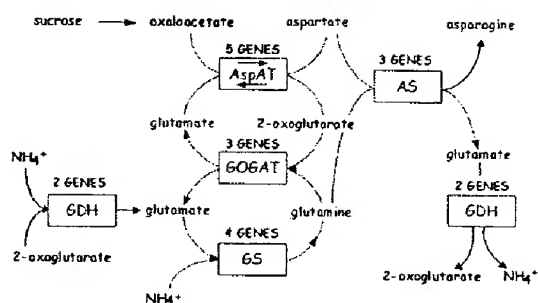 sucrose oxaloacetate aspartate asparagine
5 GENES
AspAT
3 GENES
AS
glutamate 2-oxoglutarate
3 GENES
GOGAT
glutamate
NH₄⁺
2 GENES
GDH
glutamate glutamine
2 GENES
GDH
2-oxoglutarate
4 GENES
GS
NH₄⁺
2-oxoglutarate NH₄⁺